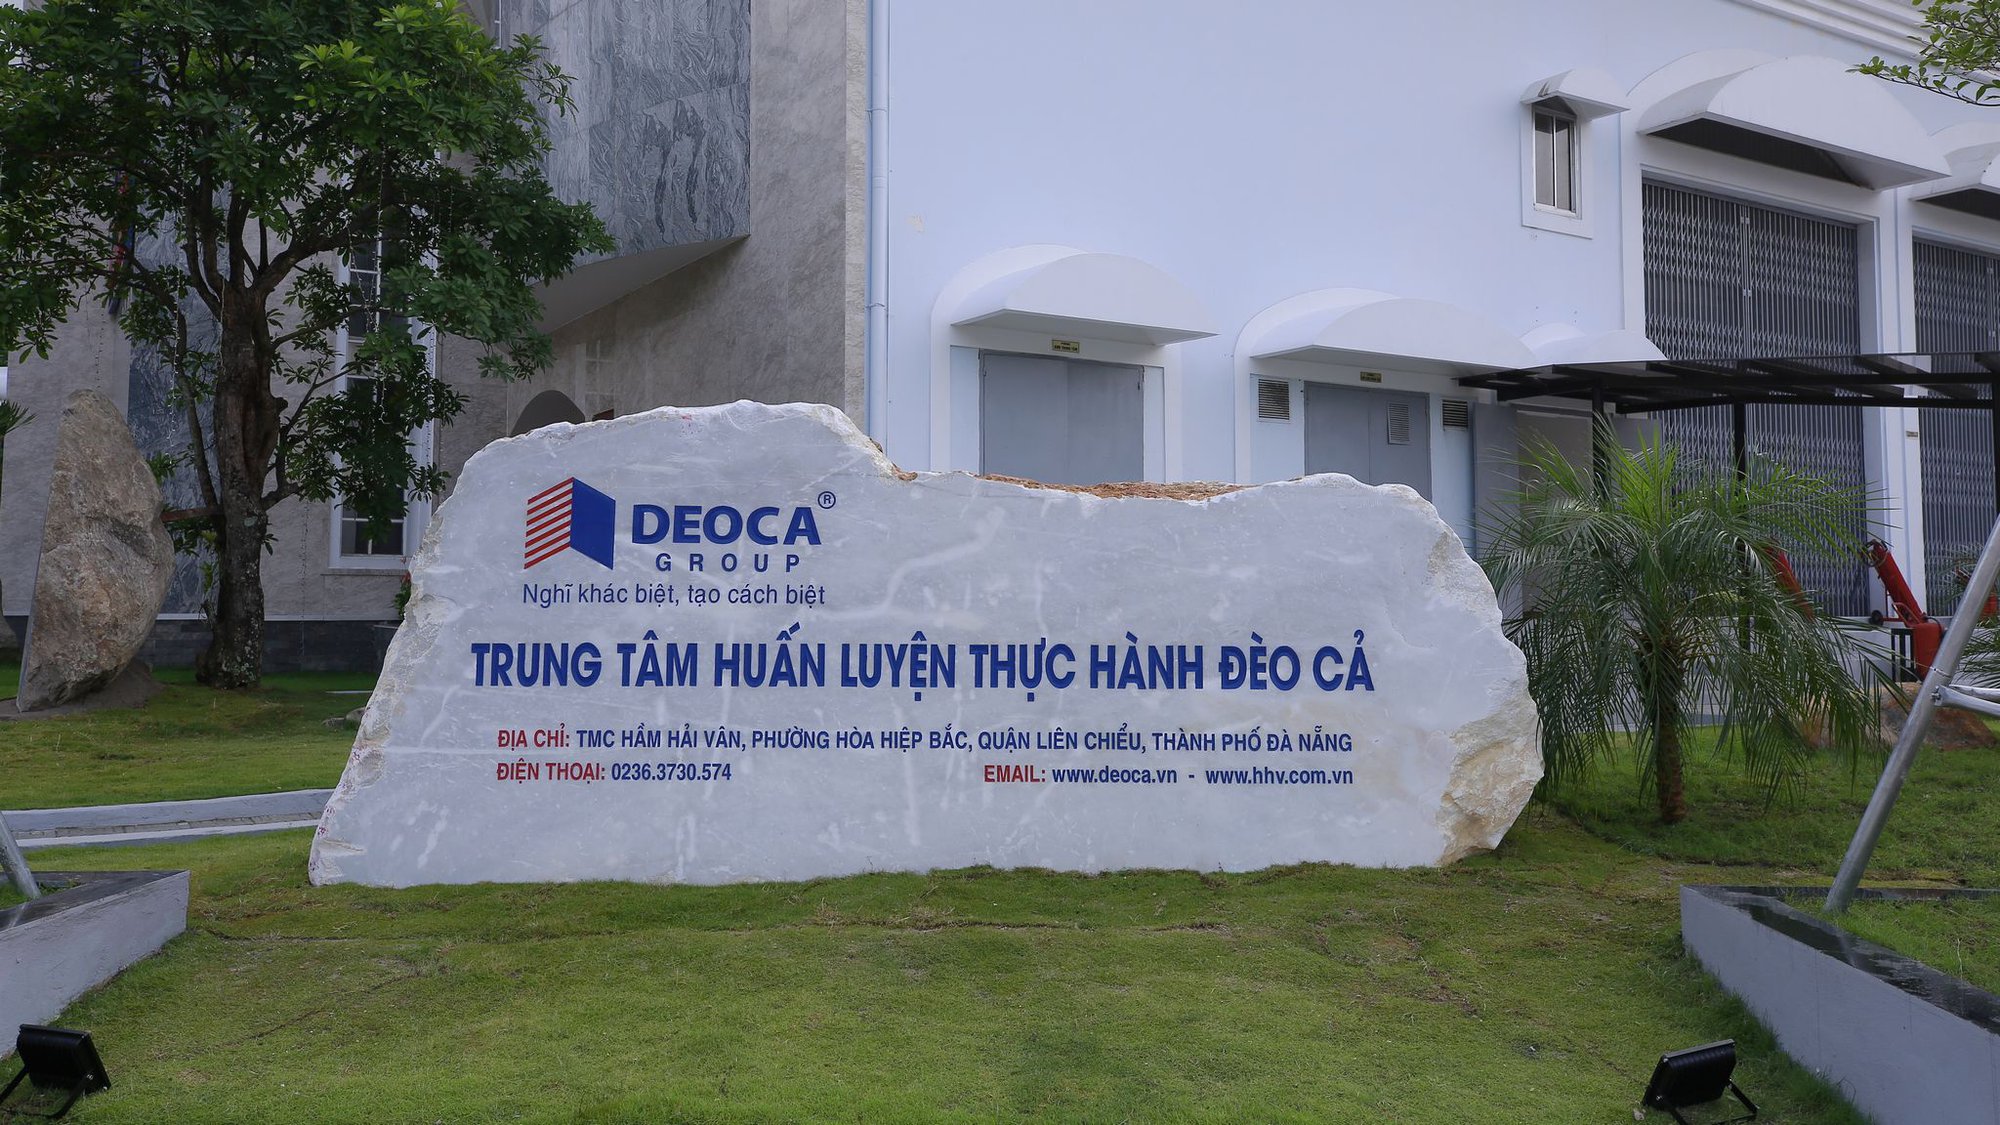 DEOCA®
GROUP
Nghĩ khác biệt, tạo cách biệt
TRUNG TÂM HUẤN LUYỆN THỰC HÀNH ĐÈO CẢ
ĐỊA CHỈ: TMC HẦM HẢI VÂN, PHƯỜNG HÒA HIỆP BẮC, QUẬN LIÊN CHIỂU, THÀNH PHỐ ĐÀ NẴNG
ĐIỆN THOẠI: 0236.3730.574 EMAIL: www.deoca.vn - www.hhv.com.vn